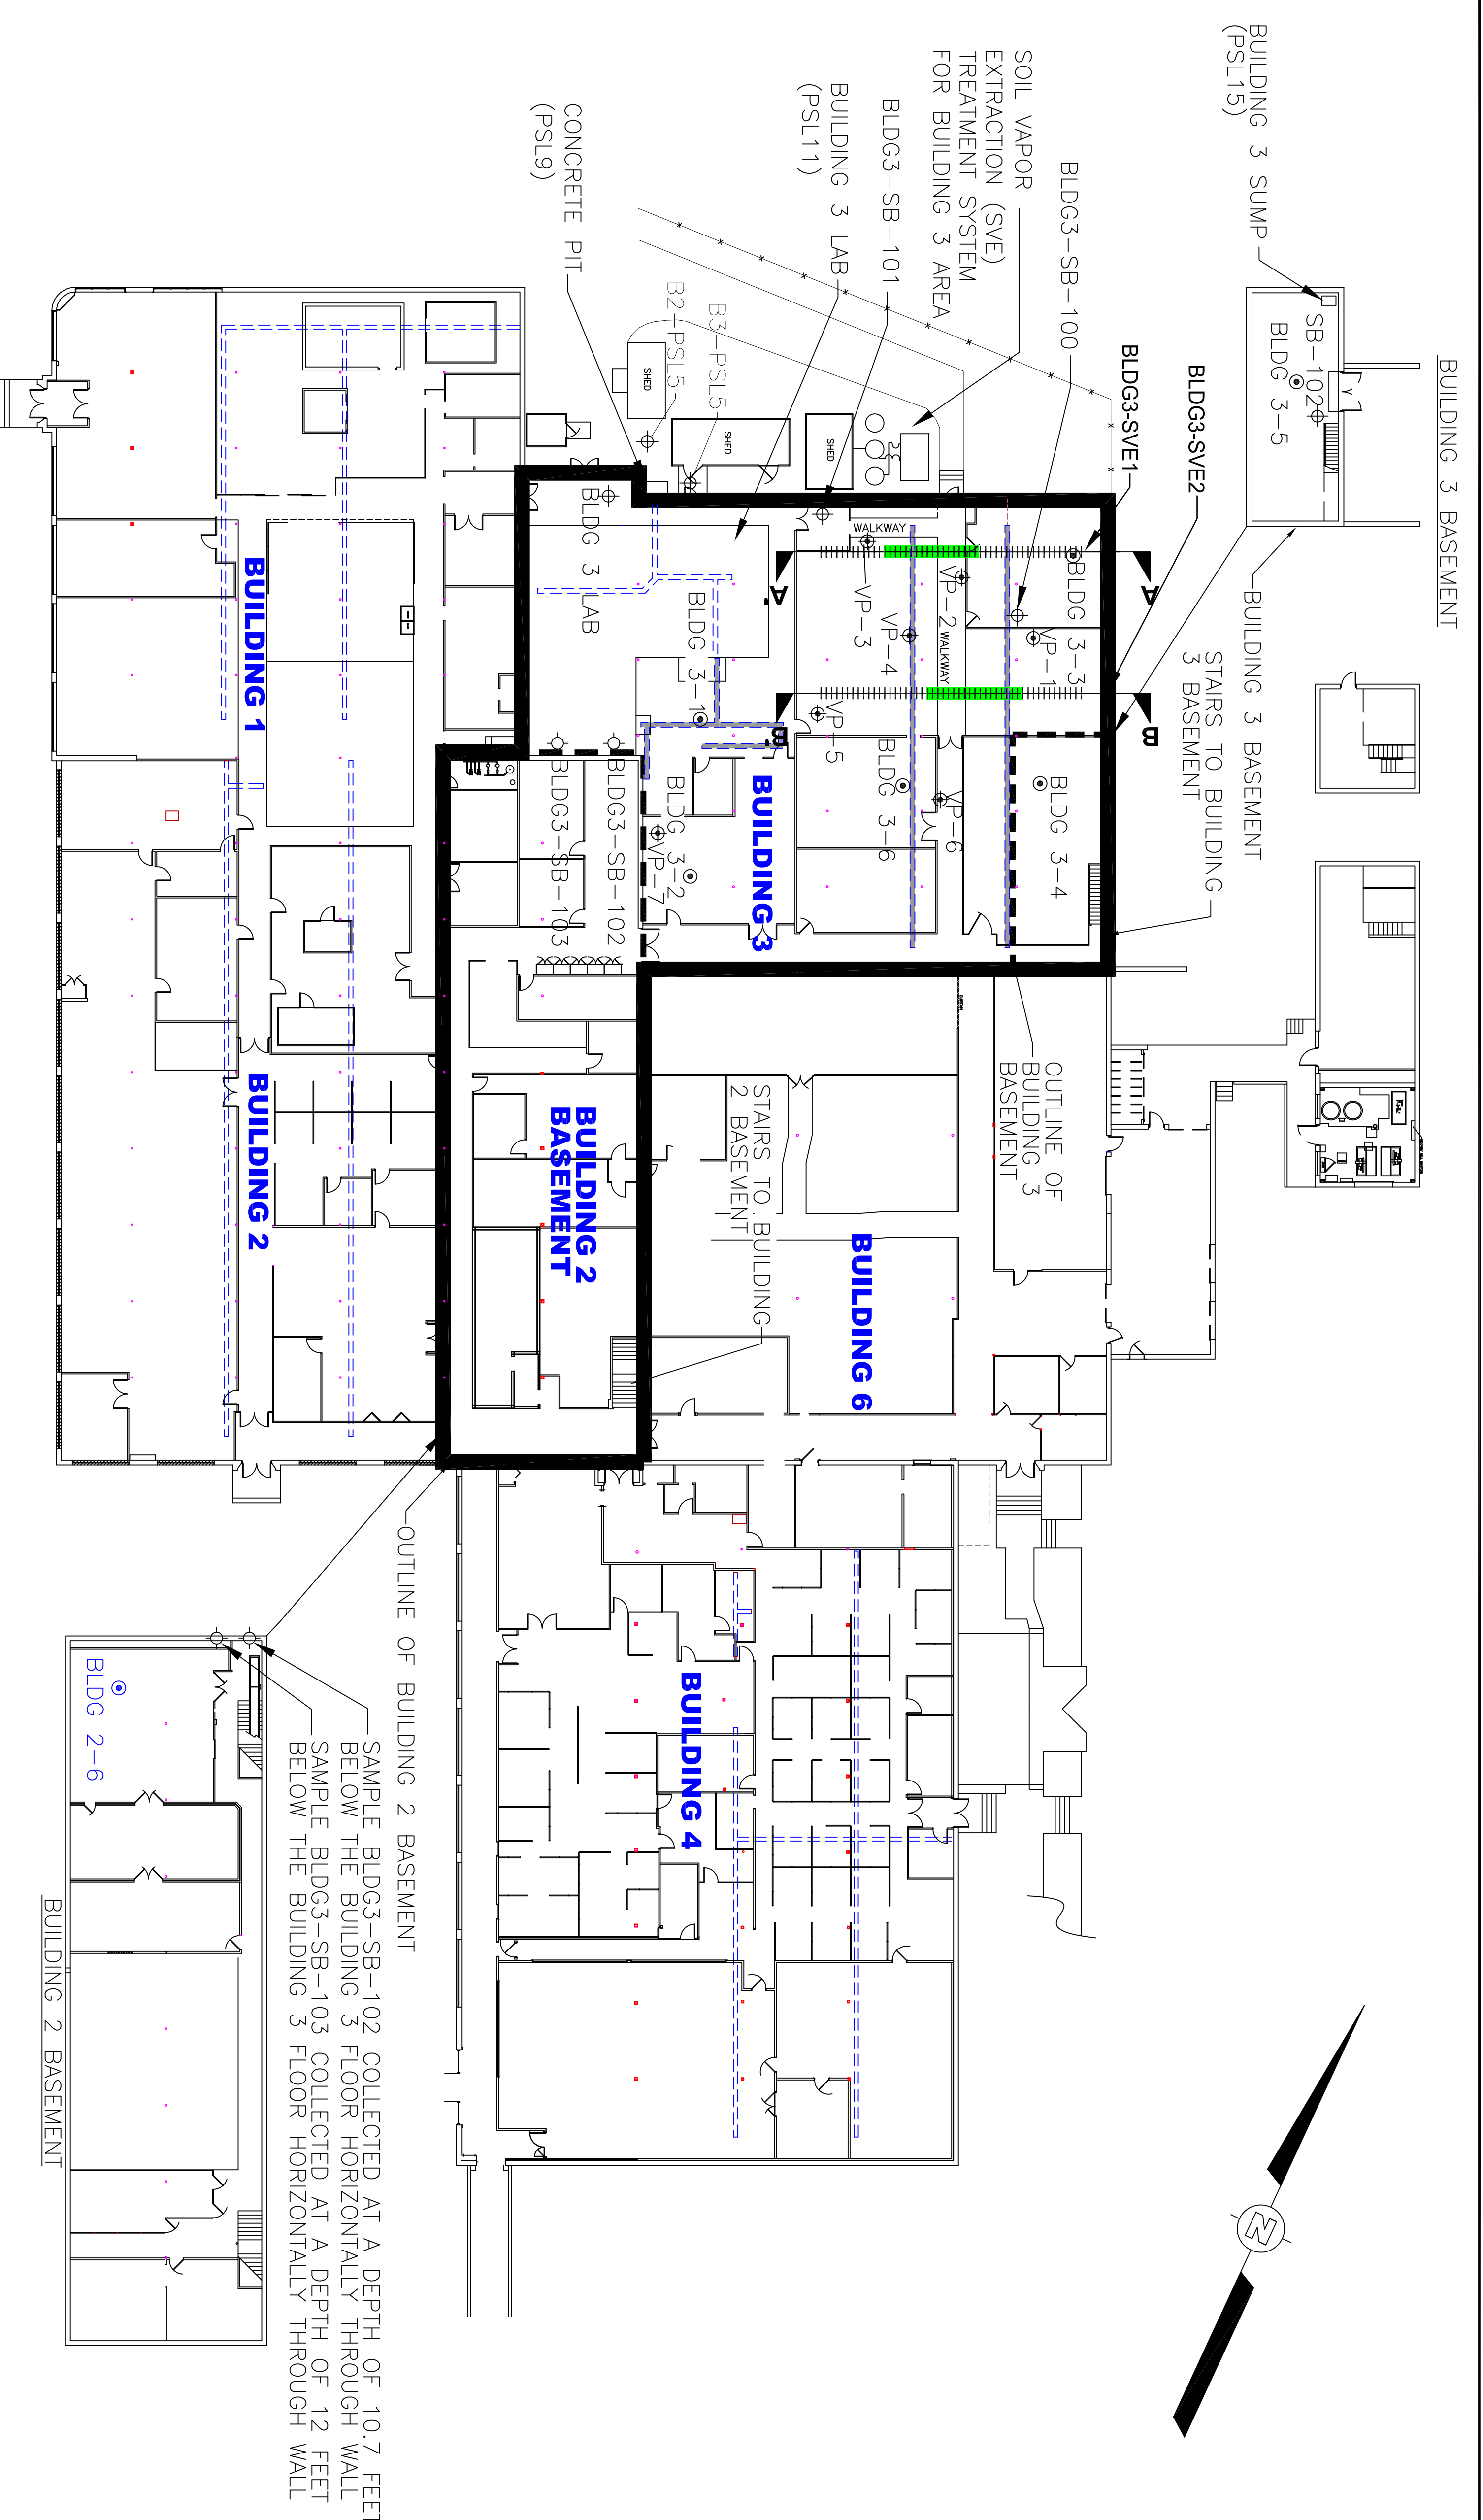 BUILDING 3 BASEMENT
BUILDING 3 SUMP
(PSL15)
SB-102
BLDG 3-5
BUILDING 3 BASEMENT
STAIRS TO BUILDING
3 BASEMENT
BLDG3-SVE2
BLDG3-SVE1
BLDG3-SB-100
SOIL VAPOR
EXTRACTION (SVE)
TREATMENT SYSTEM
FOR BUILDING 3 AREA
BLDG3-SB-101
BUILDING 3 LAB
(PSL11)
CONCRETE PIT
(PSL9)
B3-PSL5
B2-PSL5
SHED
SHED
SHED
A
B
A
B
WALKWAY
WALKWAY
BLDG 3-3
VP-1
VP-2
VP-3
VP-4
VP-5
VP-6
VP-7
BLDG 3-4
BLDG 3-6
BLDG 3-1
BLDG 3-2
BLDG 3 LAB
BLDG3-SB-102
BLDG3-SB-103
BUILDING 3
OUTLINE OF
BUILDING 3
BASEMENT
STAIRS TO BUILDING
2 BASEMENT
BUILDING 6
BUILDING 2
BASEMENT
BUILDING 1
BUILDING 2
BUILDING 4
OUTLINE OF BUILDING 2 BASEMENT
SAMPLE BLDG3-SB-102 COLLECTED AT A DEPTH OF 10.7 FEET
BELOW THE BUILDING 3 FLOOR HORIZONTALLY THROUGH WALL
SAMPLE BLDG3-SB-103 COLLECTED AT A DEPTH OF 12 FEET
BELOW THE BUILDING 3 FLOOR HORIZONTALLY THROUGH WALL
BLDG 2-6
BUILDING 2 BASEMENT
N